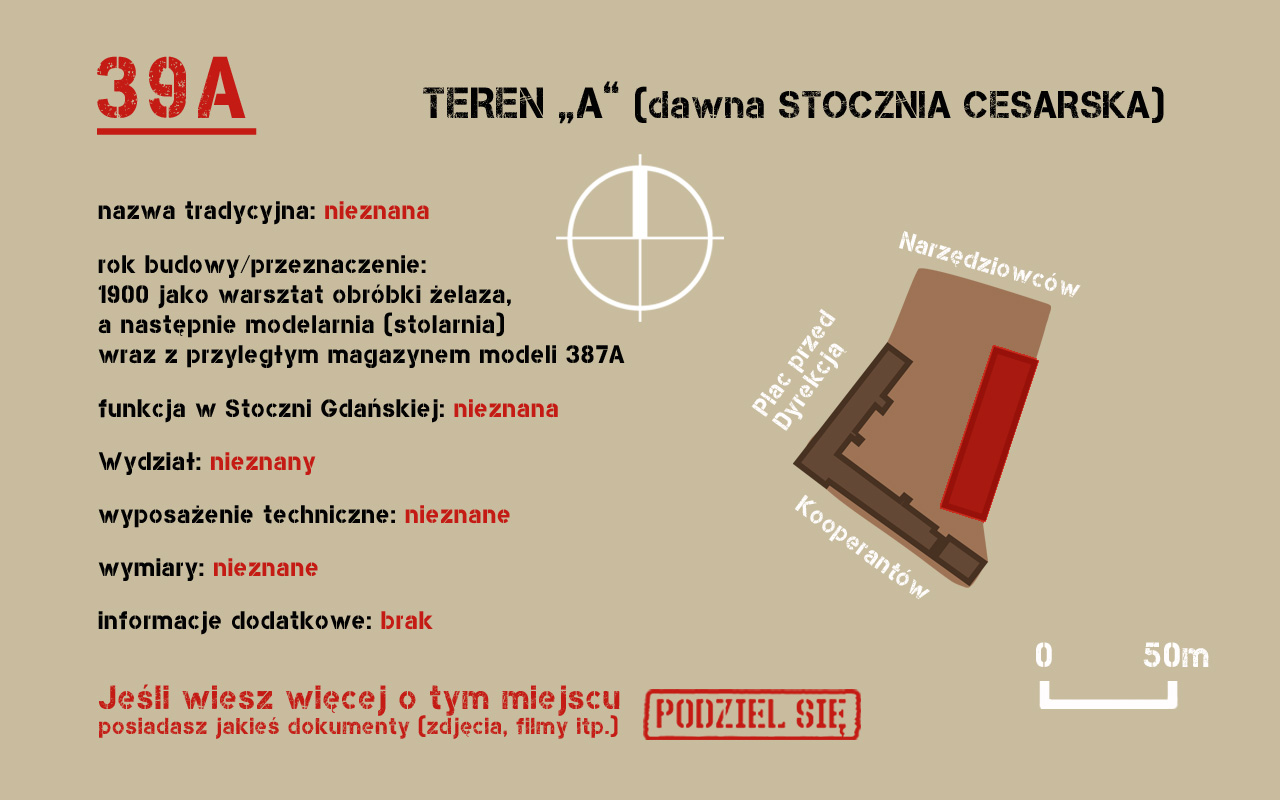 39A
TEREN „A“ (dawna STOCZNIA CESARSKA)
nazwa tradycyjna: nieznana
rok budowy/przeznaczenie:
1900 jako warsztat obróbki żelaza,
a następnie modelarnia (stolarnia)
wraz z przyległym magazynem modeli 387A
funkcja w Stoczni Gdańskiej: nieznana
Wydział: nieznany
wyposażenie techniczne: nieznane
wymiary: nieznane
informacje dodatkowe: brak
Jeśli wiesz więcej o tym miejscu
posiadasz jakieś dokumenty (zdjęcia, filmy itp.)
PODZIEL SIĘ
Narzędziowców
Plac przed
Dyrekcja
Kooperantów
0 50m